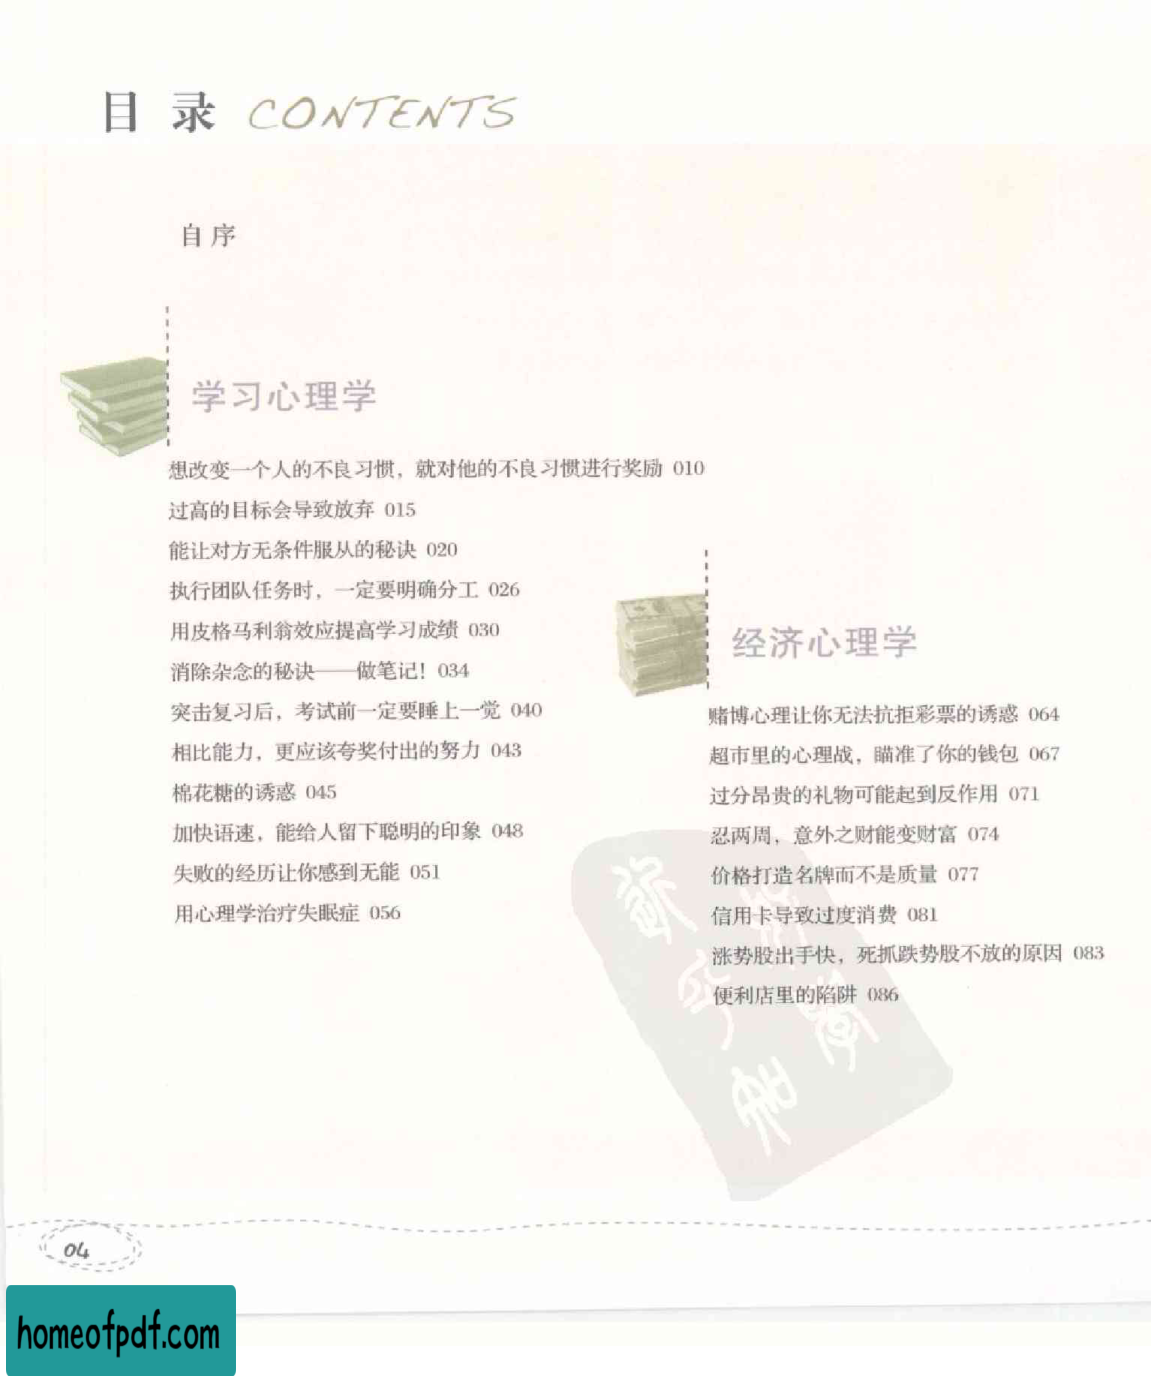 目 录 CONTENTS
自序
学习心理学
想改变一个人的不良习惯，就对他的不良习惯进行奖励 010
过高的目标会导致放弃 015
能让对方无条件服从的秘诀 020
执行团队任务时，一定要明确分工 026
用皮格马利翁效应提高学习成绩 030
消除杂念的秘诀——做笔记！034
突击复习后，考试前一定要睡上一觉 040
相比能力，更应该夸奖付出的努力 043
棉花糖的诱惑 045
加快语速，能给人留下聪明的印象 048
失败的经历让你感到无能 051
用心理学治疗失眠症 056
经济心理学
赌博心理让你无法抗拒彩票的诱惑 064
超市里的心理战，瞄准了你的钱包 067
过分昂贵的礼物可能起到反作用 071
忍两周，意外之财能变财富 074
价格打造名牌而不是质量 077
信用卡导致过度消费 081
涨势股出手快，死抓跌势股不放的原因 083
便利店里的陷阱 086
04
homeofpdf.com